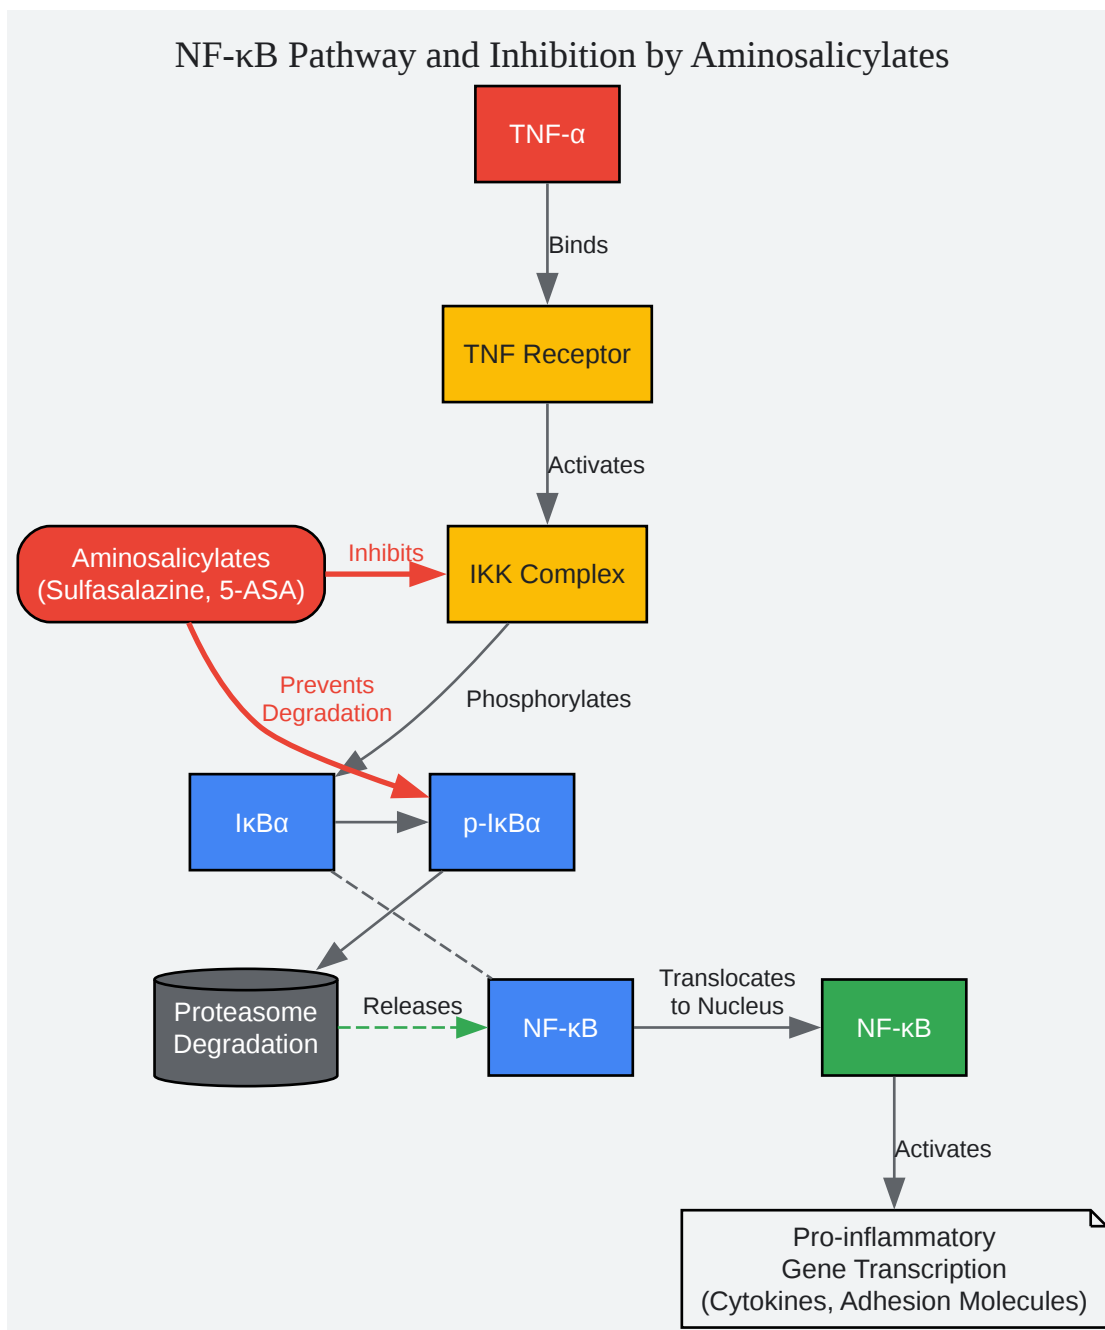 NF-κB Pathway and Inhibition by Aminosalicylates
TNF-α
Binds
TNF Receptor
Activates
Aminosalicylates
(Sulfasalazine, 5-ASA)
Inhibits
IKK Complex
Prevents
Degradation
Phosphorylates
IκBα
p-IκBα
Proteasome
Degradation
Releases
NF-κB
Translocates
to Nucleus
NF-κB
Activates
Pro-inflammatory
Gene Transcription
(Cytokines, Adhesion Molecules)